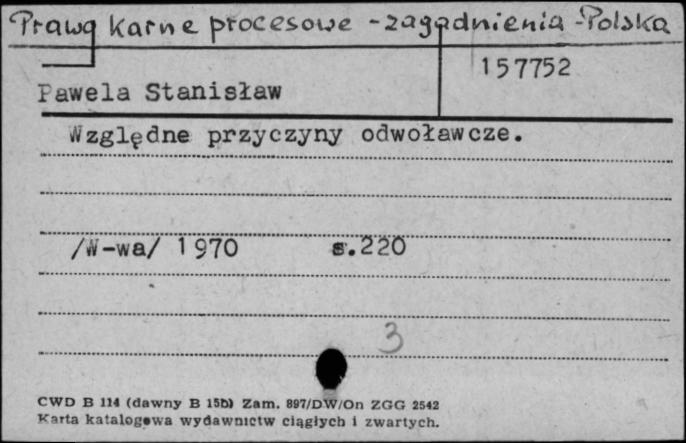 Prawo karne procesowe - zagadnienia - Polska
157752
Pawela Stanisław
Względne przyczyny odwoławcze.
/W-wa/ 1970 s.220
3
CWD B 114 (dawny B 15b) Zam. 897/DW/On ZGG 2542
Karta katalogowa wydawnictw ciągłych i zwartych.